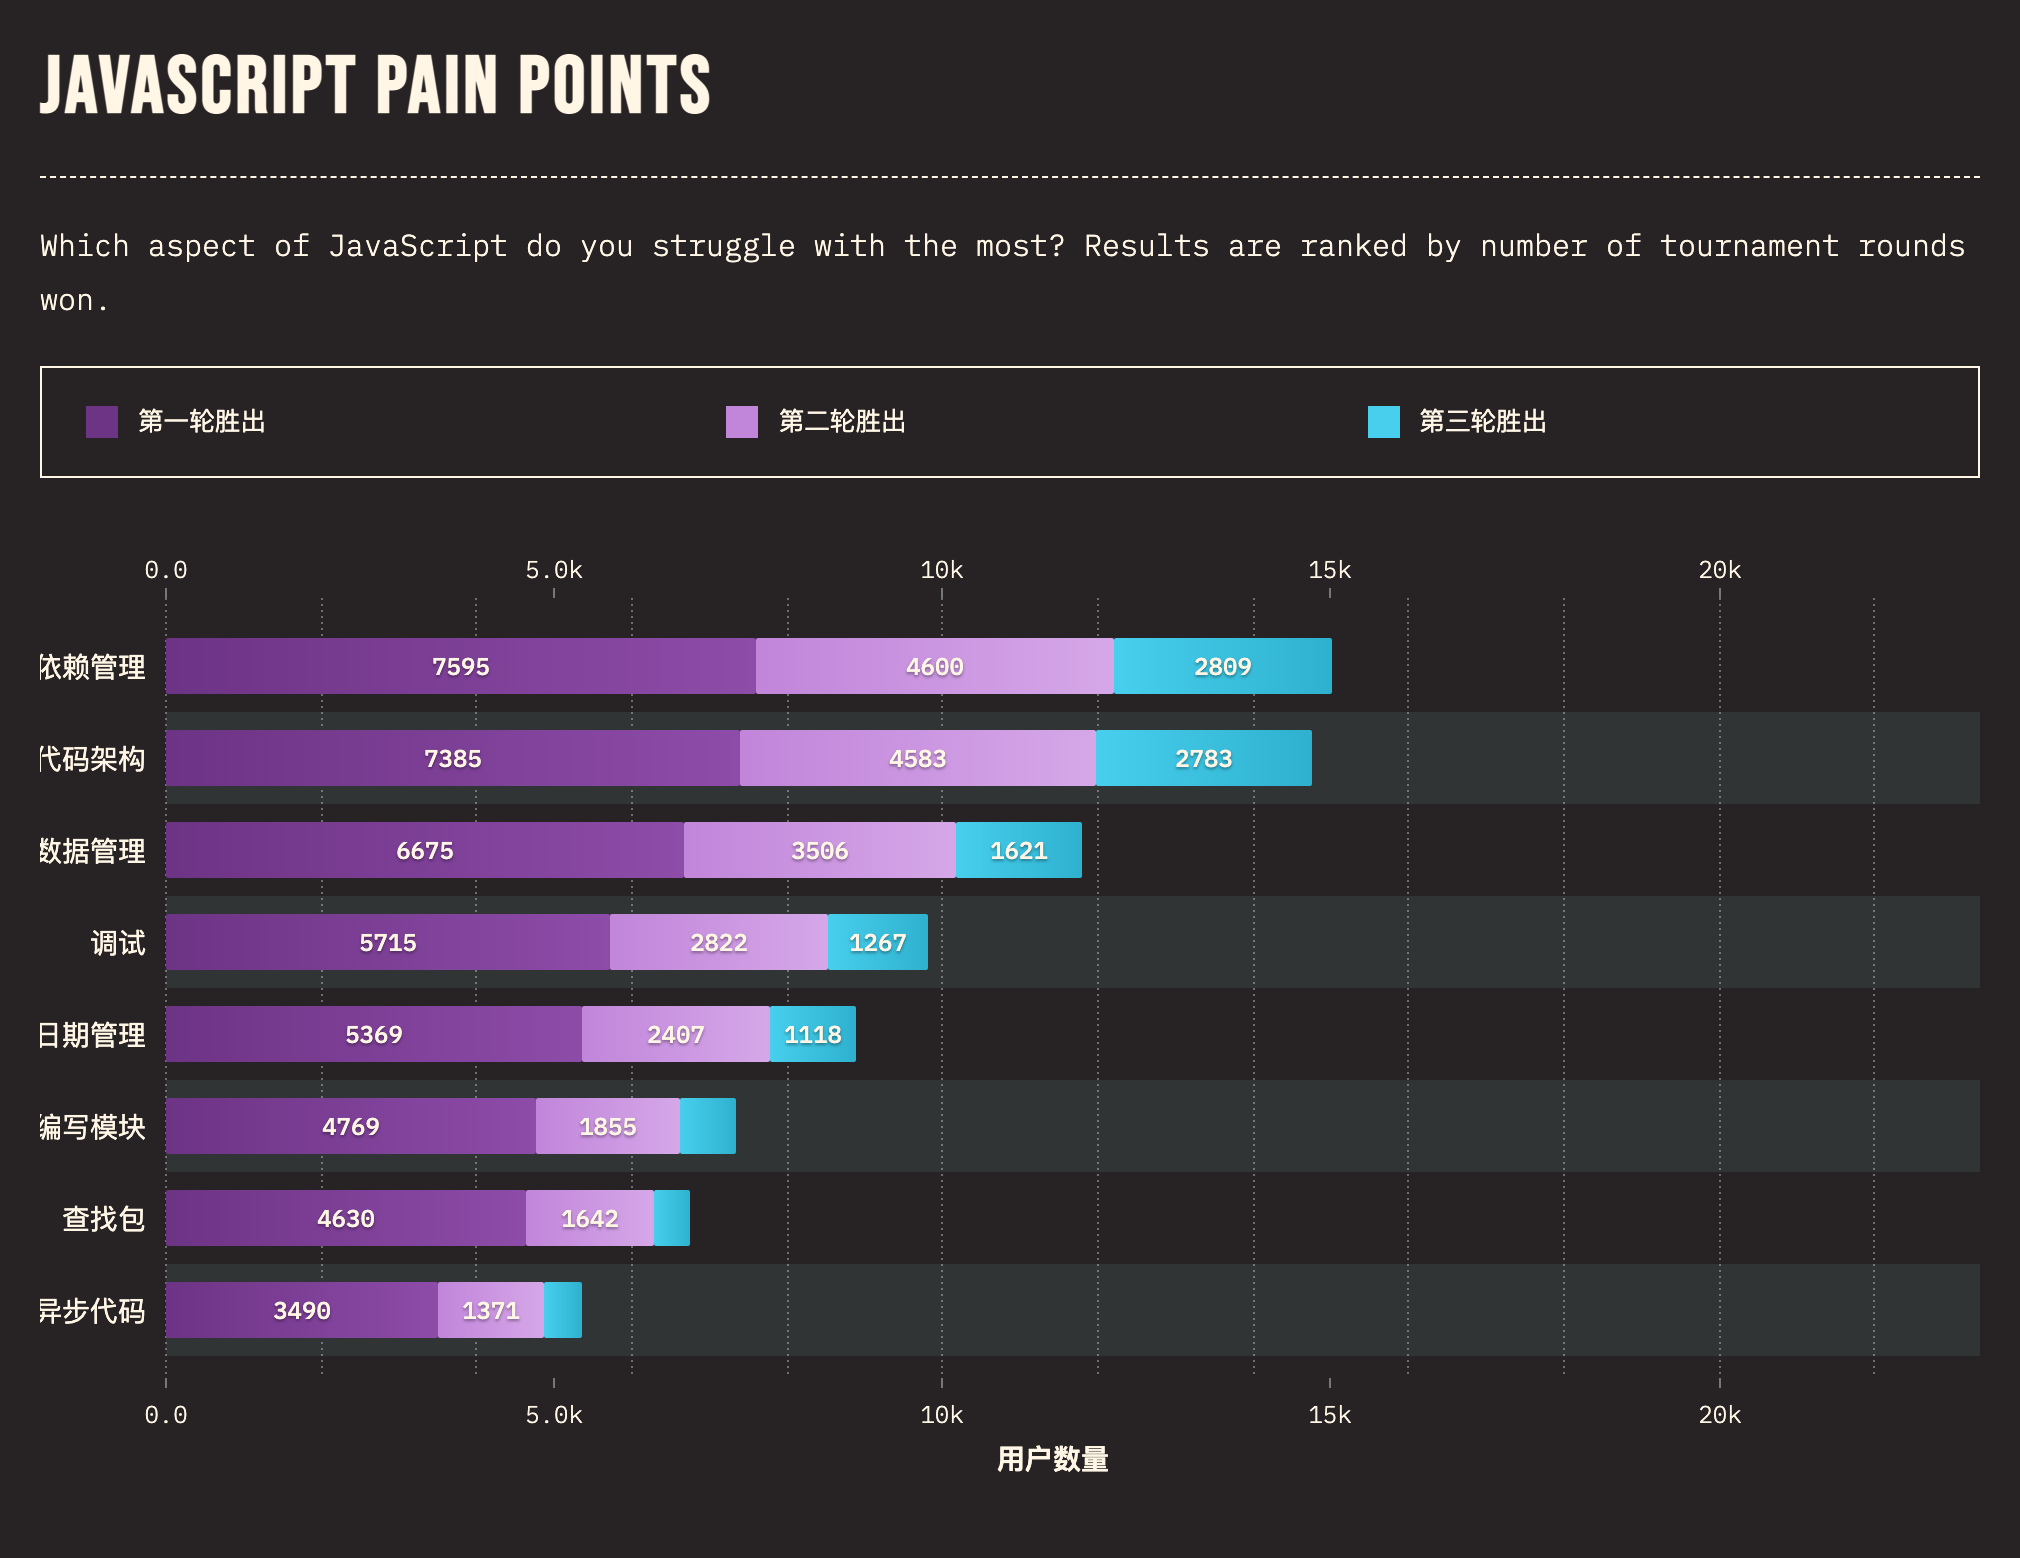 JAVASCRIPT PAIN POINTS
Which aspect of JavaScript do you struggle with the most? Results are ranked by number of tournament rounds
won.
第一轮胜出 第二轮胜出 第三轮胜出
0.0 5.0k 10k 15k 20k
依赖管理 7595 4600 2809
代码架构 7385 4583 2783
数据管理 6675 3506 1621
调试 5715 2822 1267
日期管理 5369 2407 1118
编写模块 4769 1855
查找包 4630 1642
异步代码 3490 1371
0.0 5.0k 10k 15k 20k
用户数量